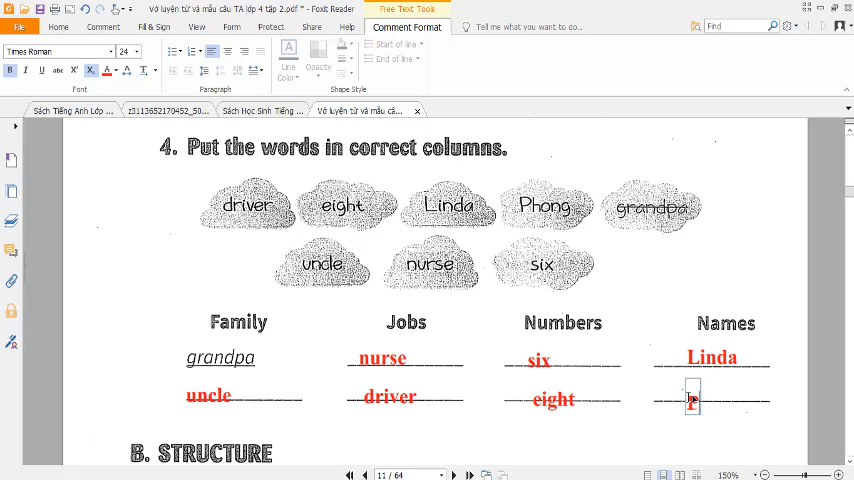 Vở luyện từ và mẫu câu TA lớp 4 tập 2.pdf * - Foxit Reader
Free Text Tools
File Home Comment Fill & Sign View Form Protect Share Help Comment Format Tell me what you want to do... Find
Times Roman 24
Start of line
End of line
Line Color Opacity
Font Paragraph Shape Style
Sách Tiếng Anh Lớp ... z3113652170452_50... Sách Học Sinh Tiếng ... Vở luyện từ và mẫu câ...
4. Put the words in correct columns.
driver eight Linda Phong grandpa
uncle nurse six
Family Jobs Numbers Names
grandpa nurse six Linda
uncle driver eight P
B. STRUCTURE
11 / 64 150%